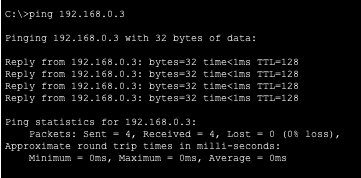 C:\>ping 192.168.0.3
Pinging 192.168.0.3 with 32 bytes of data:
Reply from 192.168.0.3: bytes=32 time<1ms TTL=128
Reply from 192.168.0.3: bytes=32 time<1ms TTL=128
Reply from 192.168.0.3: bytes=32 time<1ms TTL=128
Reply from 192.168.0.3: bytes=32 time<1ms TTL=128
Ping statistics for 192.168.0.3:
    Packets: Sent = 4, Received = 4, Lost = 0 (0% loss),
Approximate round trip times in milli-seconds:
    Minimum = 0ms, Maximum = 0ms, Average = 0ms